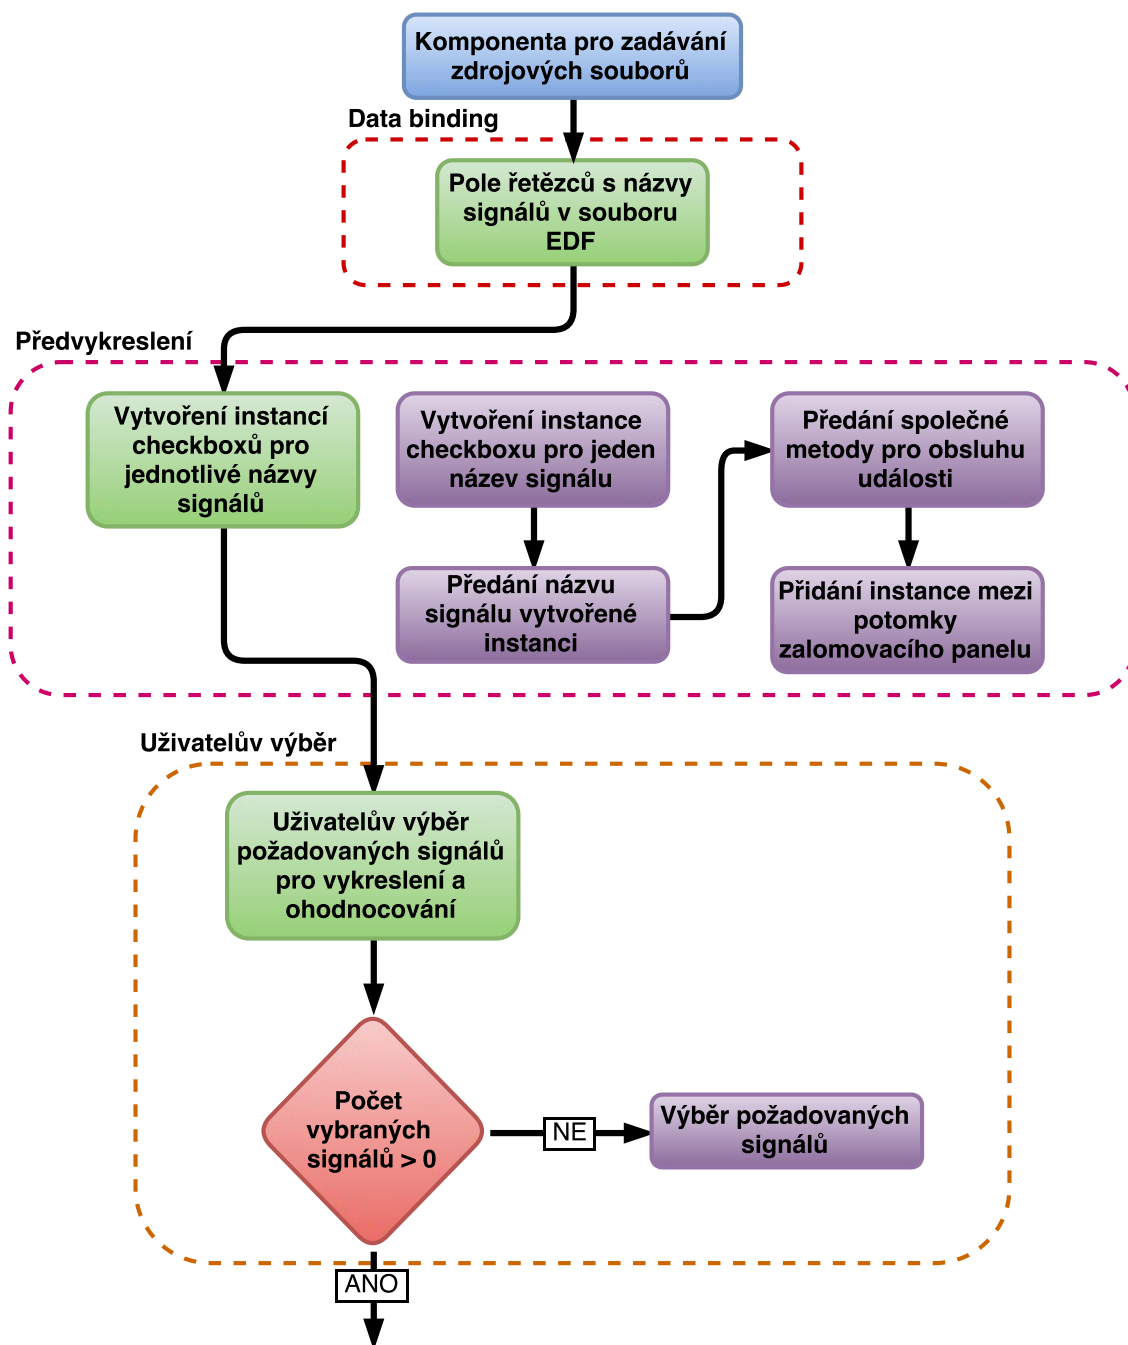 Komponenta pro zadávání
zdrojových souborů
Data binding
Pole řetězců s názvy
signálů v souboru
EDF
Předvykreslení
Vytvoření instancí
checkboxů pro
jednotlivé názvy
signálů
Vytvoření instance
checkboxu pro jeden
název signálu
Předání názvu
signálu vytvořené
instanci
Předání společné
metody pro obsluhu
události
Přidání instance mezi
potomky
zalomovacího panelu
Uživatelův výběr
Uživatelův výběr
požadovaných signálů
pro vykreslení a
ohodnocování
Počet
vybraných
signálů > 0
NE
Výběr požadovaných
signálů
ANO